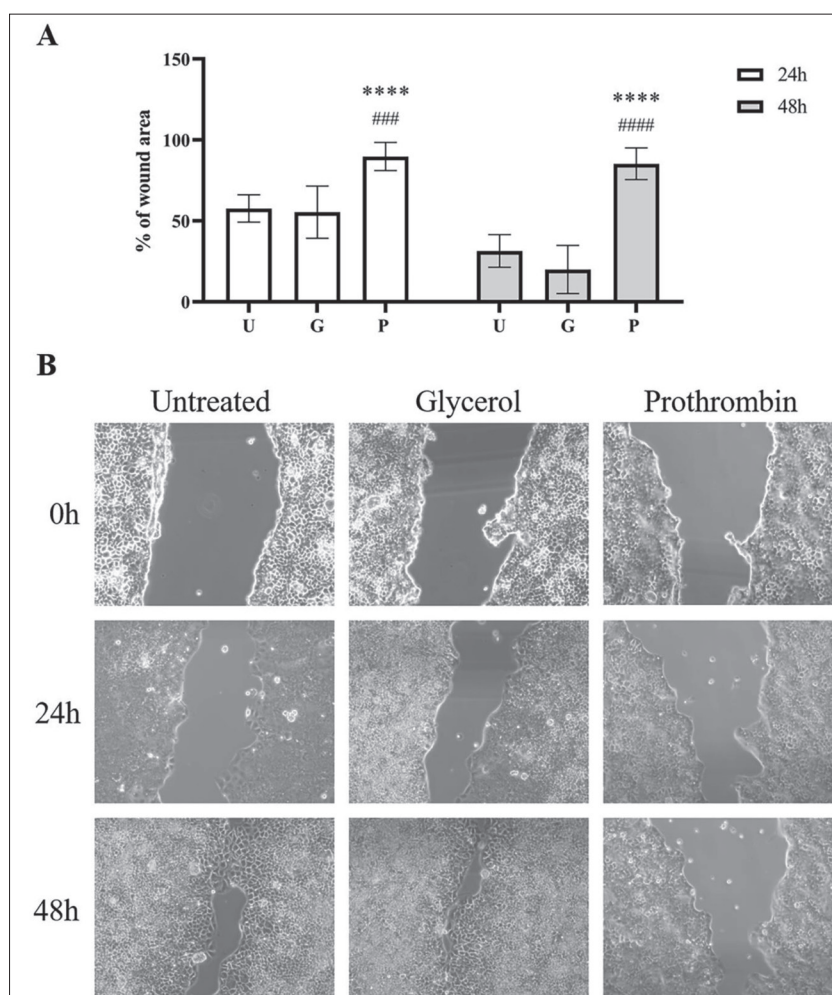 A
150
100
50
0
% of wound area
****
###
****
####
24h
48h
U G P U G P
B
Untreated Glycerol Prothrombin
0h
24h
48h